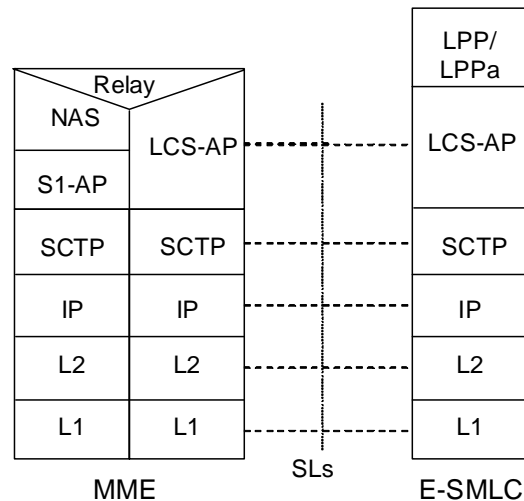 LPP/
LPPa
Relay
NAS
LCS-AP
LCS-AP
S1-AP
SCTP SCTP SCTP
IP IP IP
L2 L2 L2
L1 L1 L1
SLs
MME E-SMLC